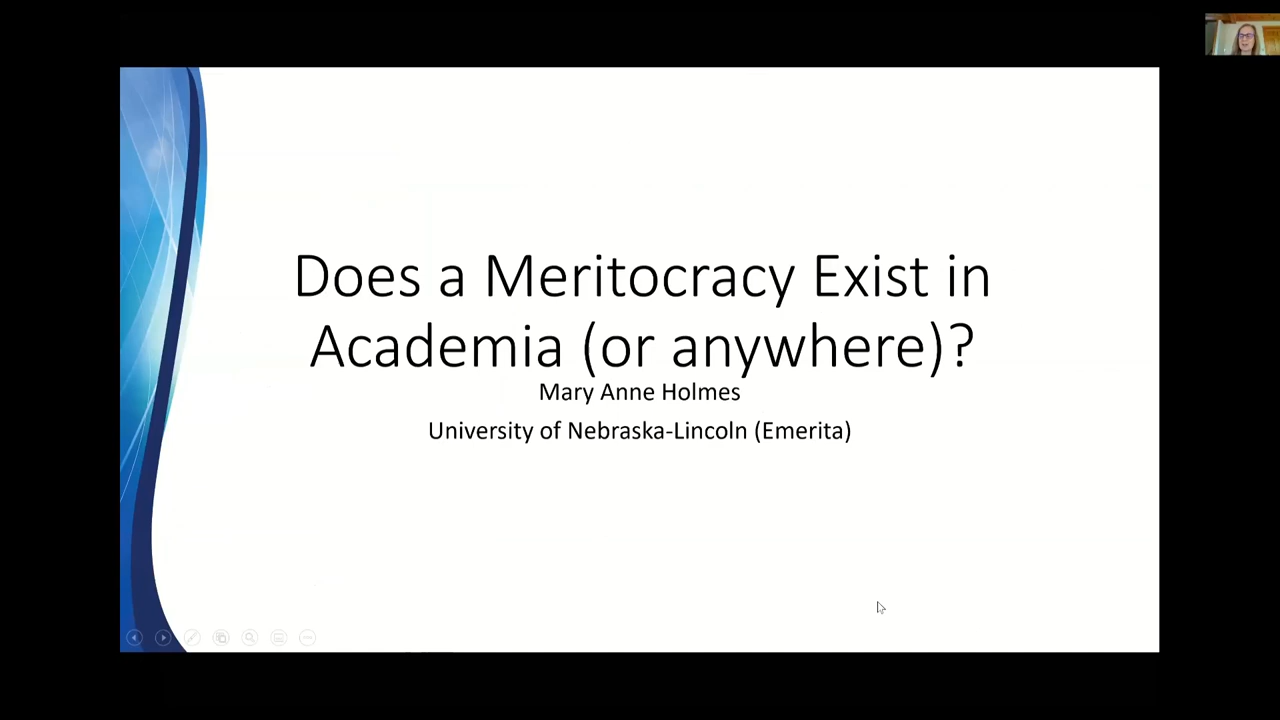 Does a Meritocracy Exist in
Academia (or anywhere)?
Mary Anne Holmes
University of Nebraska-Lincoln (Emerita)